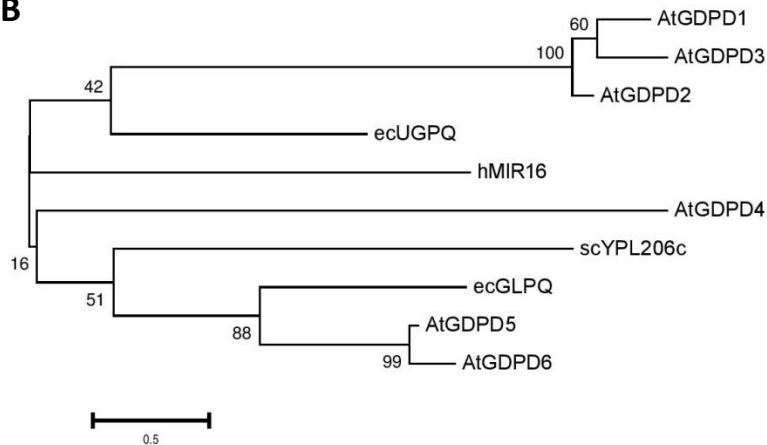 B
AtGDPD1
60
AtGDPD3
100
AtGDPD2
42
ecUGPQ
hMIR16
AtGDPD4
scYPL206c
16
ecGLPQ
51
AtGDPD5
88
AtGDPD6
99
0.5